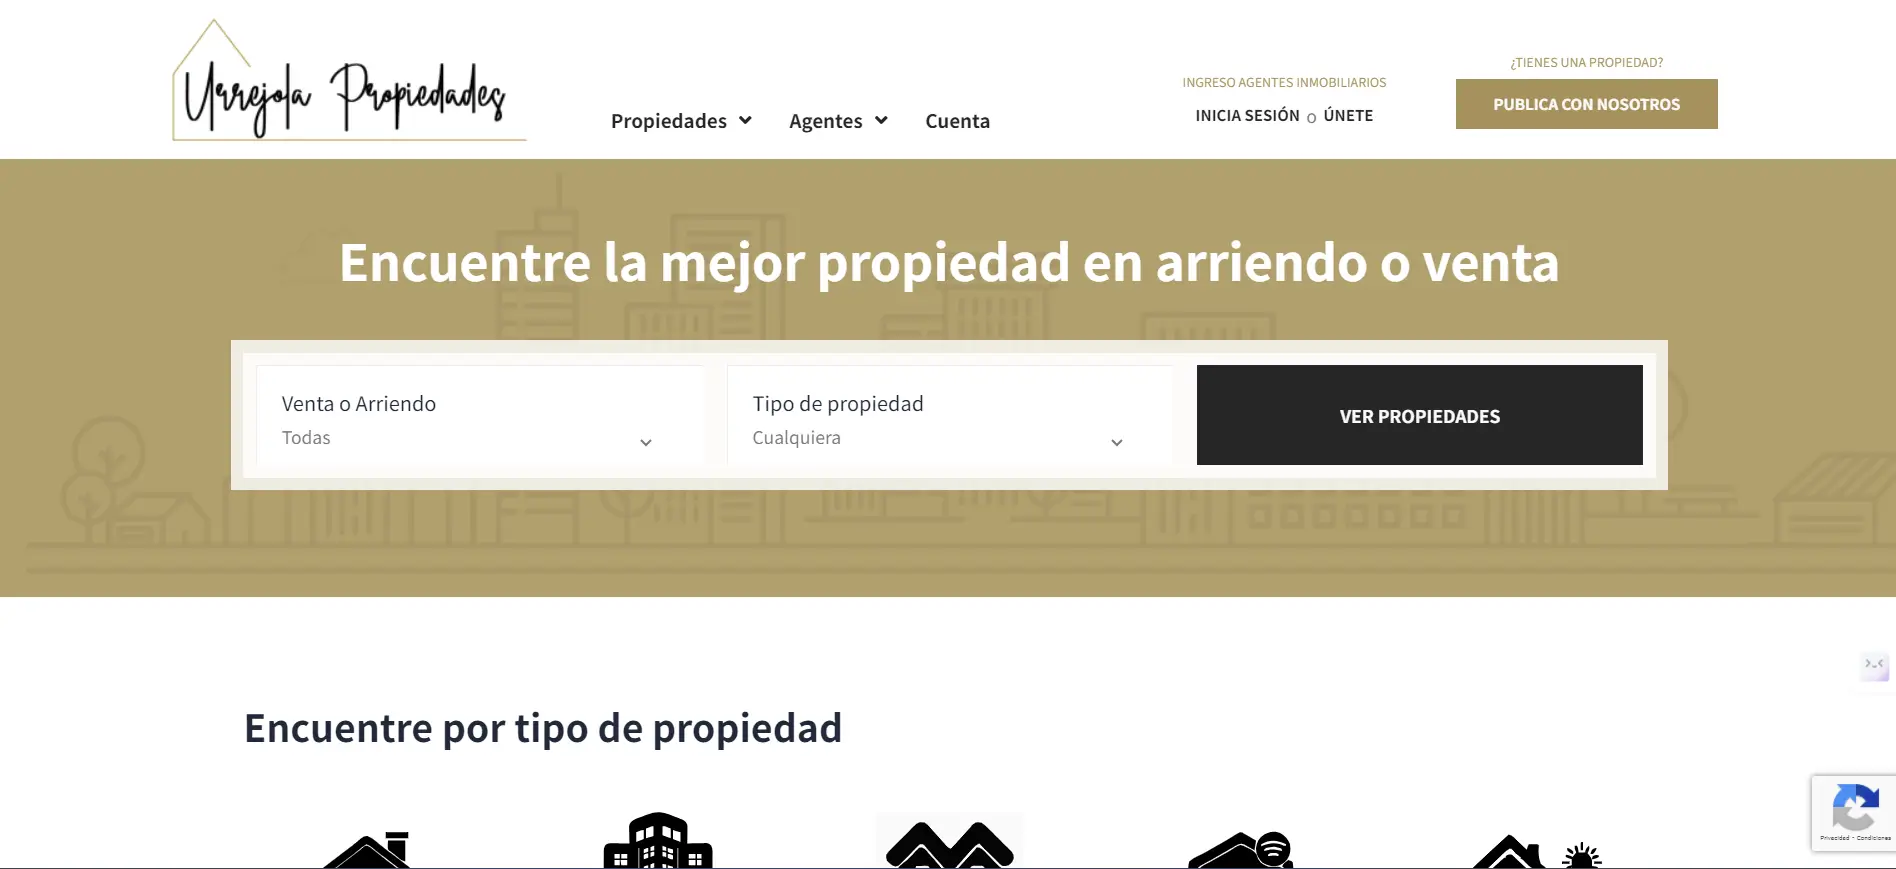 Urrejola Propiedades
Propiedades
Agentes
Cuenta
INGRESO AGENTES INMOBILIARIOS
INICIA SESIÓN o ÚNETE
¿TIENES UNA PROPIEDAD?
PUBLICA CON NOSOTROS
Encuentre la mejor propiedad en arriendo o venta
Venta o Arriendo
Todas
Tipo de propiedad
Cualquiera
VER PROPIEDADES
Encuentre por tipo de propiedad
Privacidad - Condiciones